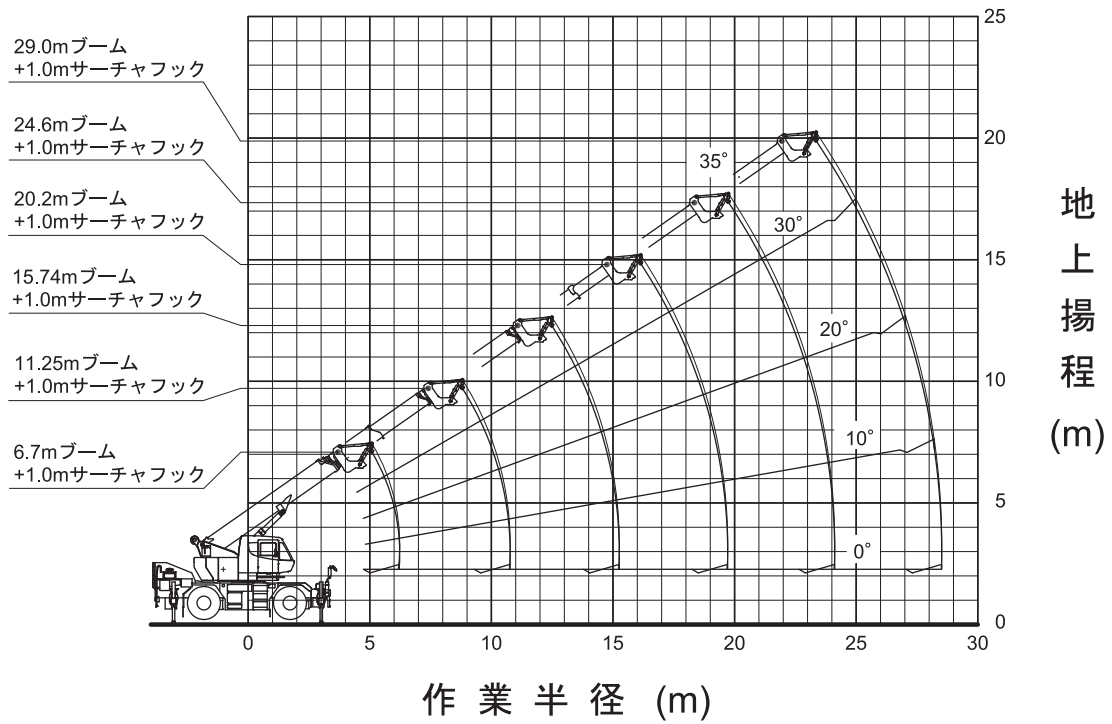 29.0mブーム
+1.0mサーチャフック
24.6mブーム
+1.0mサーチャフック
20.2mブーム
+1.0mサーチャフック
15.74mブーム
+1.0mサーチャフック
11.25mブーム
+1.0mサーチャフック
6.7mブーム
+1.0mサーチャフック
35°
30°
20°
10°
0°
25
20
15
10
5
0
地上揚程
(m)
0 5 10 15 20 25 30
作業半径 (m)